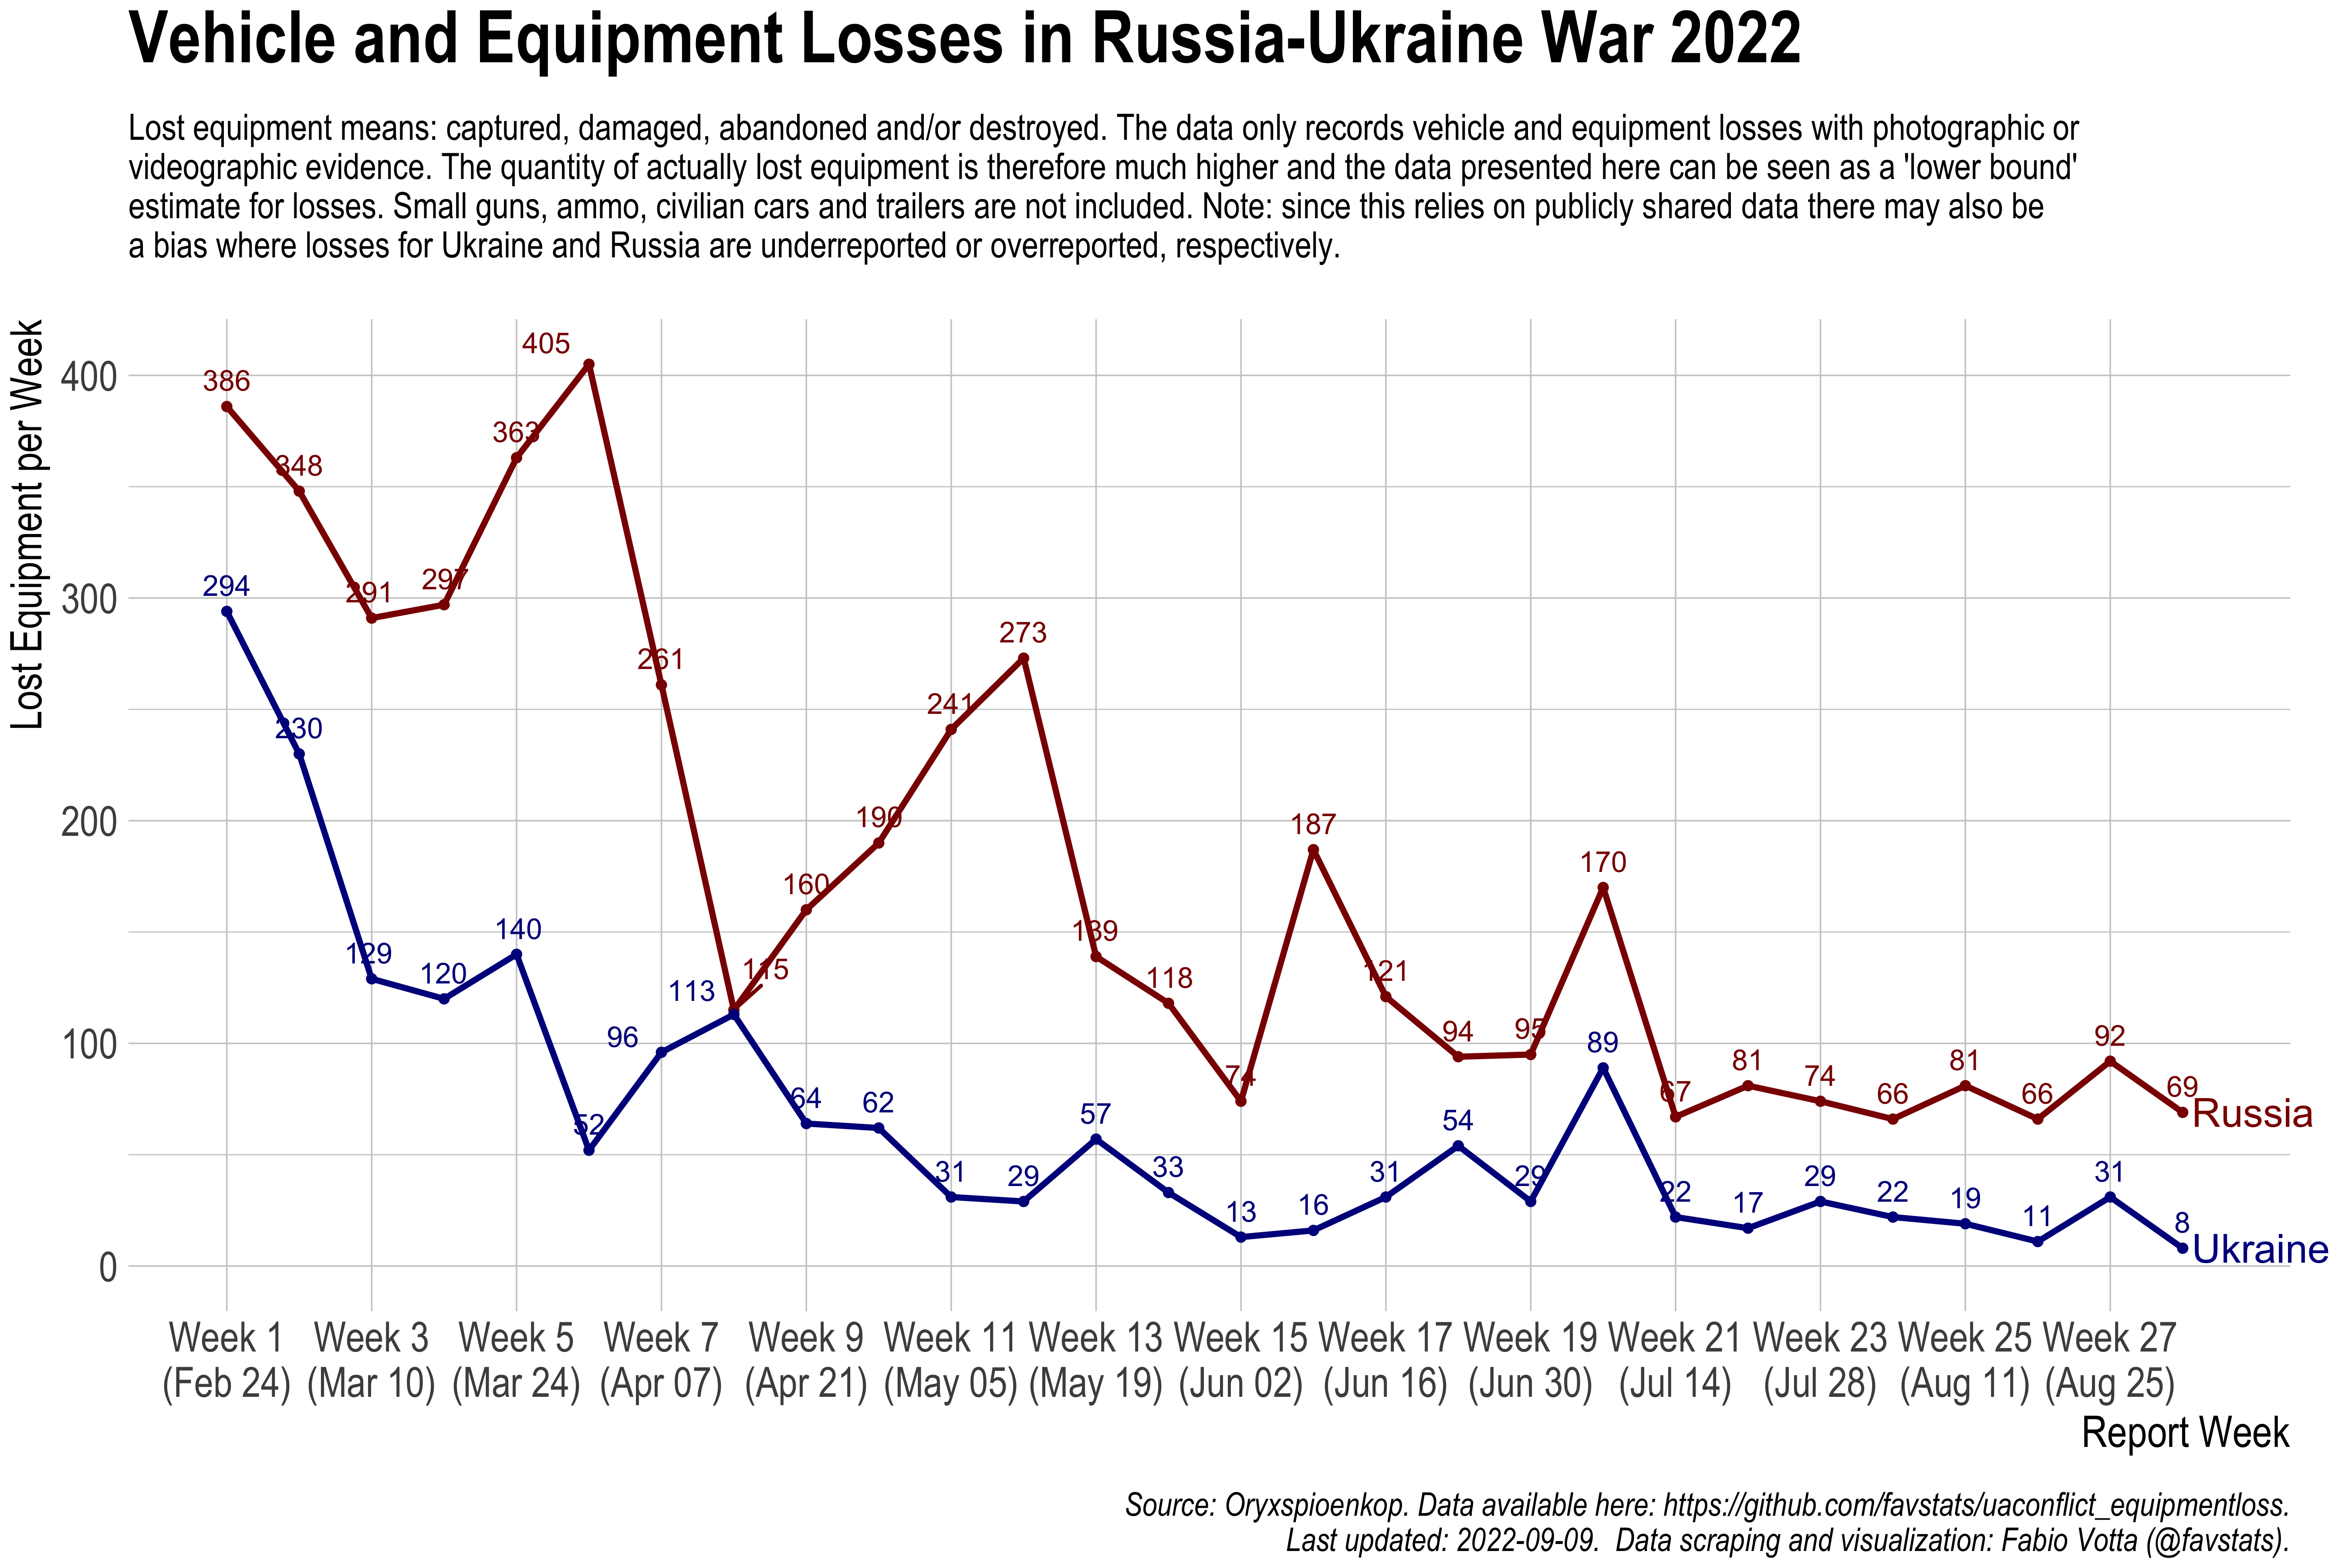 Vehicle and Equipment Losses in Russia-Ukraine War 2022
Lost equipment means: captured, damaged, abandoned and/or destroyed. The data only records vehicle and equipment losses with photographic or
videographic evidence. The quantity of actually lost equipment is therefore much higher and the data presented here can be seen as a 'lower bound'
estimate for losses. Small guns, ammo, civilian cars and trailers are not included. Note: since this relies on publicly shared data there may also be
a bias where losses for Ukraine and Russia are underreported or overreported, respectively.
Lost Equipment per Week
400
300
200
100
0
386
348
291
297
363
405
261
115
160
190
241
273
139
118
74
187
121
94
95
170
67
81
74
66
81
66
92
69
Russia
294
230
129
120
140
52
96
113
64
62
31
29
57
33
13
16
31
54
29
89
22
17
29
22
19
11
31
8
Ukraine
Week 1
(Feb 24)
Week 3
(Mar 10)
Week 5
(Mar 24)
Week 7
(Apr 07)
Week 9
(Apr 21)
Week 11
(May 05)
Week 13
(May 19)
Week 15
(Jun 02)
Week 17
(Jun 16)
Week 19
(Jun 30)
Week 21
(Jul 14)
Week 23
(Jul 28)
Week 25
(Aug 11)
Week 27
(Aug 25)
Report Week
Source: Oryxspioenkop. Data available here: https://github.com/favstats/uaconflict_equipmentloss.
Last updated: 2022-09-09.  Data scraping and visualization: Fabio Votta (@favstats).